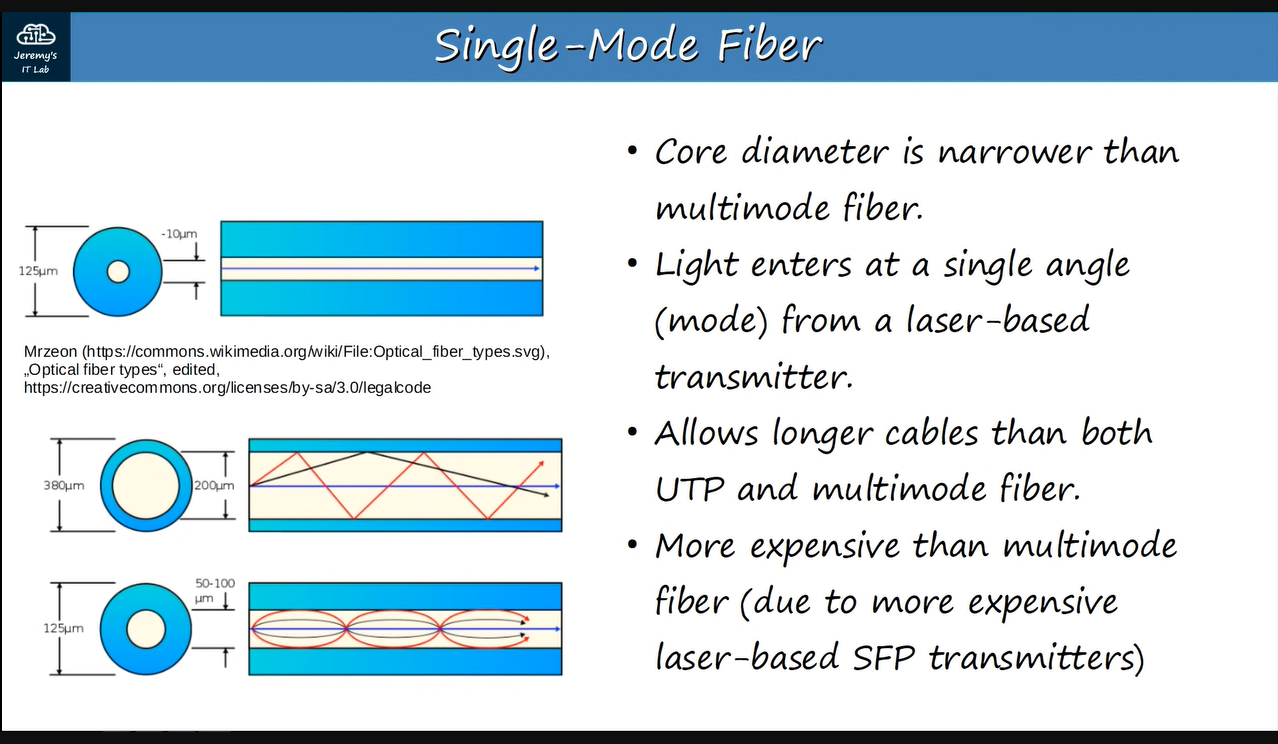 Jeremy's
IT Lab
Single-Mode Fiber
-10µm
125µm
Mrzeon (https://commons.wikimedia.org/wiki/File:Optical_fiber_types.svg),
„Optical fiber types“, edited,
https://creativecommons.org/licenses/by-sa/3.0/legalcode
380µm
200µm
50-100
µm
125µm
• Core diameter is narrower than
multimode fiber.
• Light enters at a single angle
(mode) from a laser-based
transmitter.
• Allows longer cables than both
UTP and multimode fiber.
• More expensive than multimode
fiber (due to more expensive
laser-based SFP transmitters)